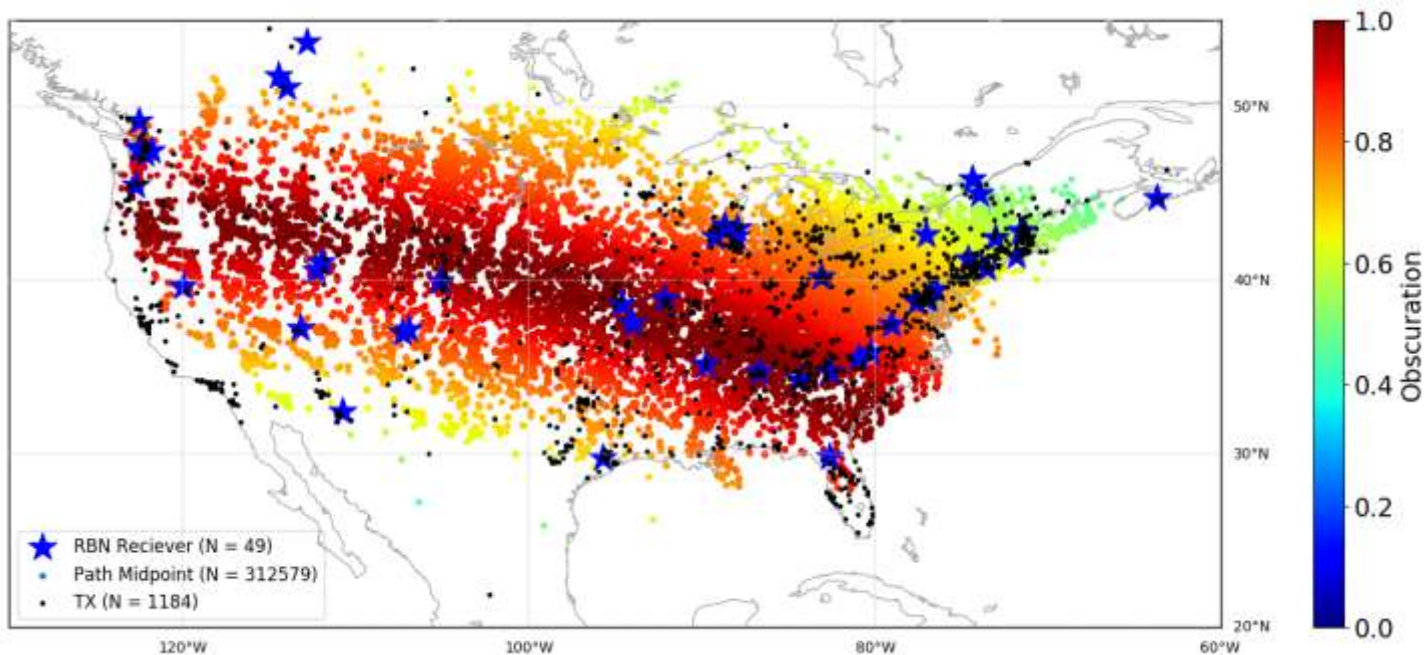 1.0
50°N
0.8
40°N
0.6
Obscuration
0.4
30°N
0.2
RBN Reciever (N = 49)
Path Midpoint (N = 312579)
TX (N = 1184)
20°N
0.0
120°W
100°W
80°W
60°W